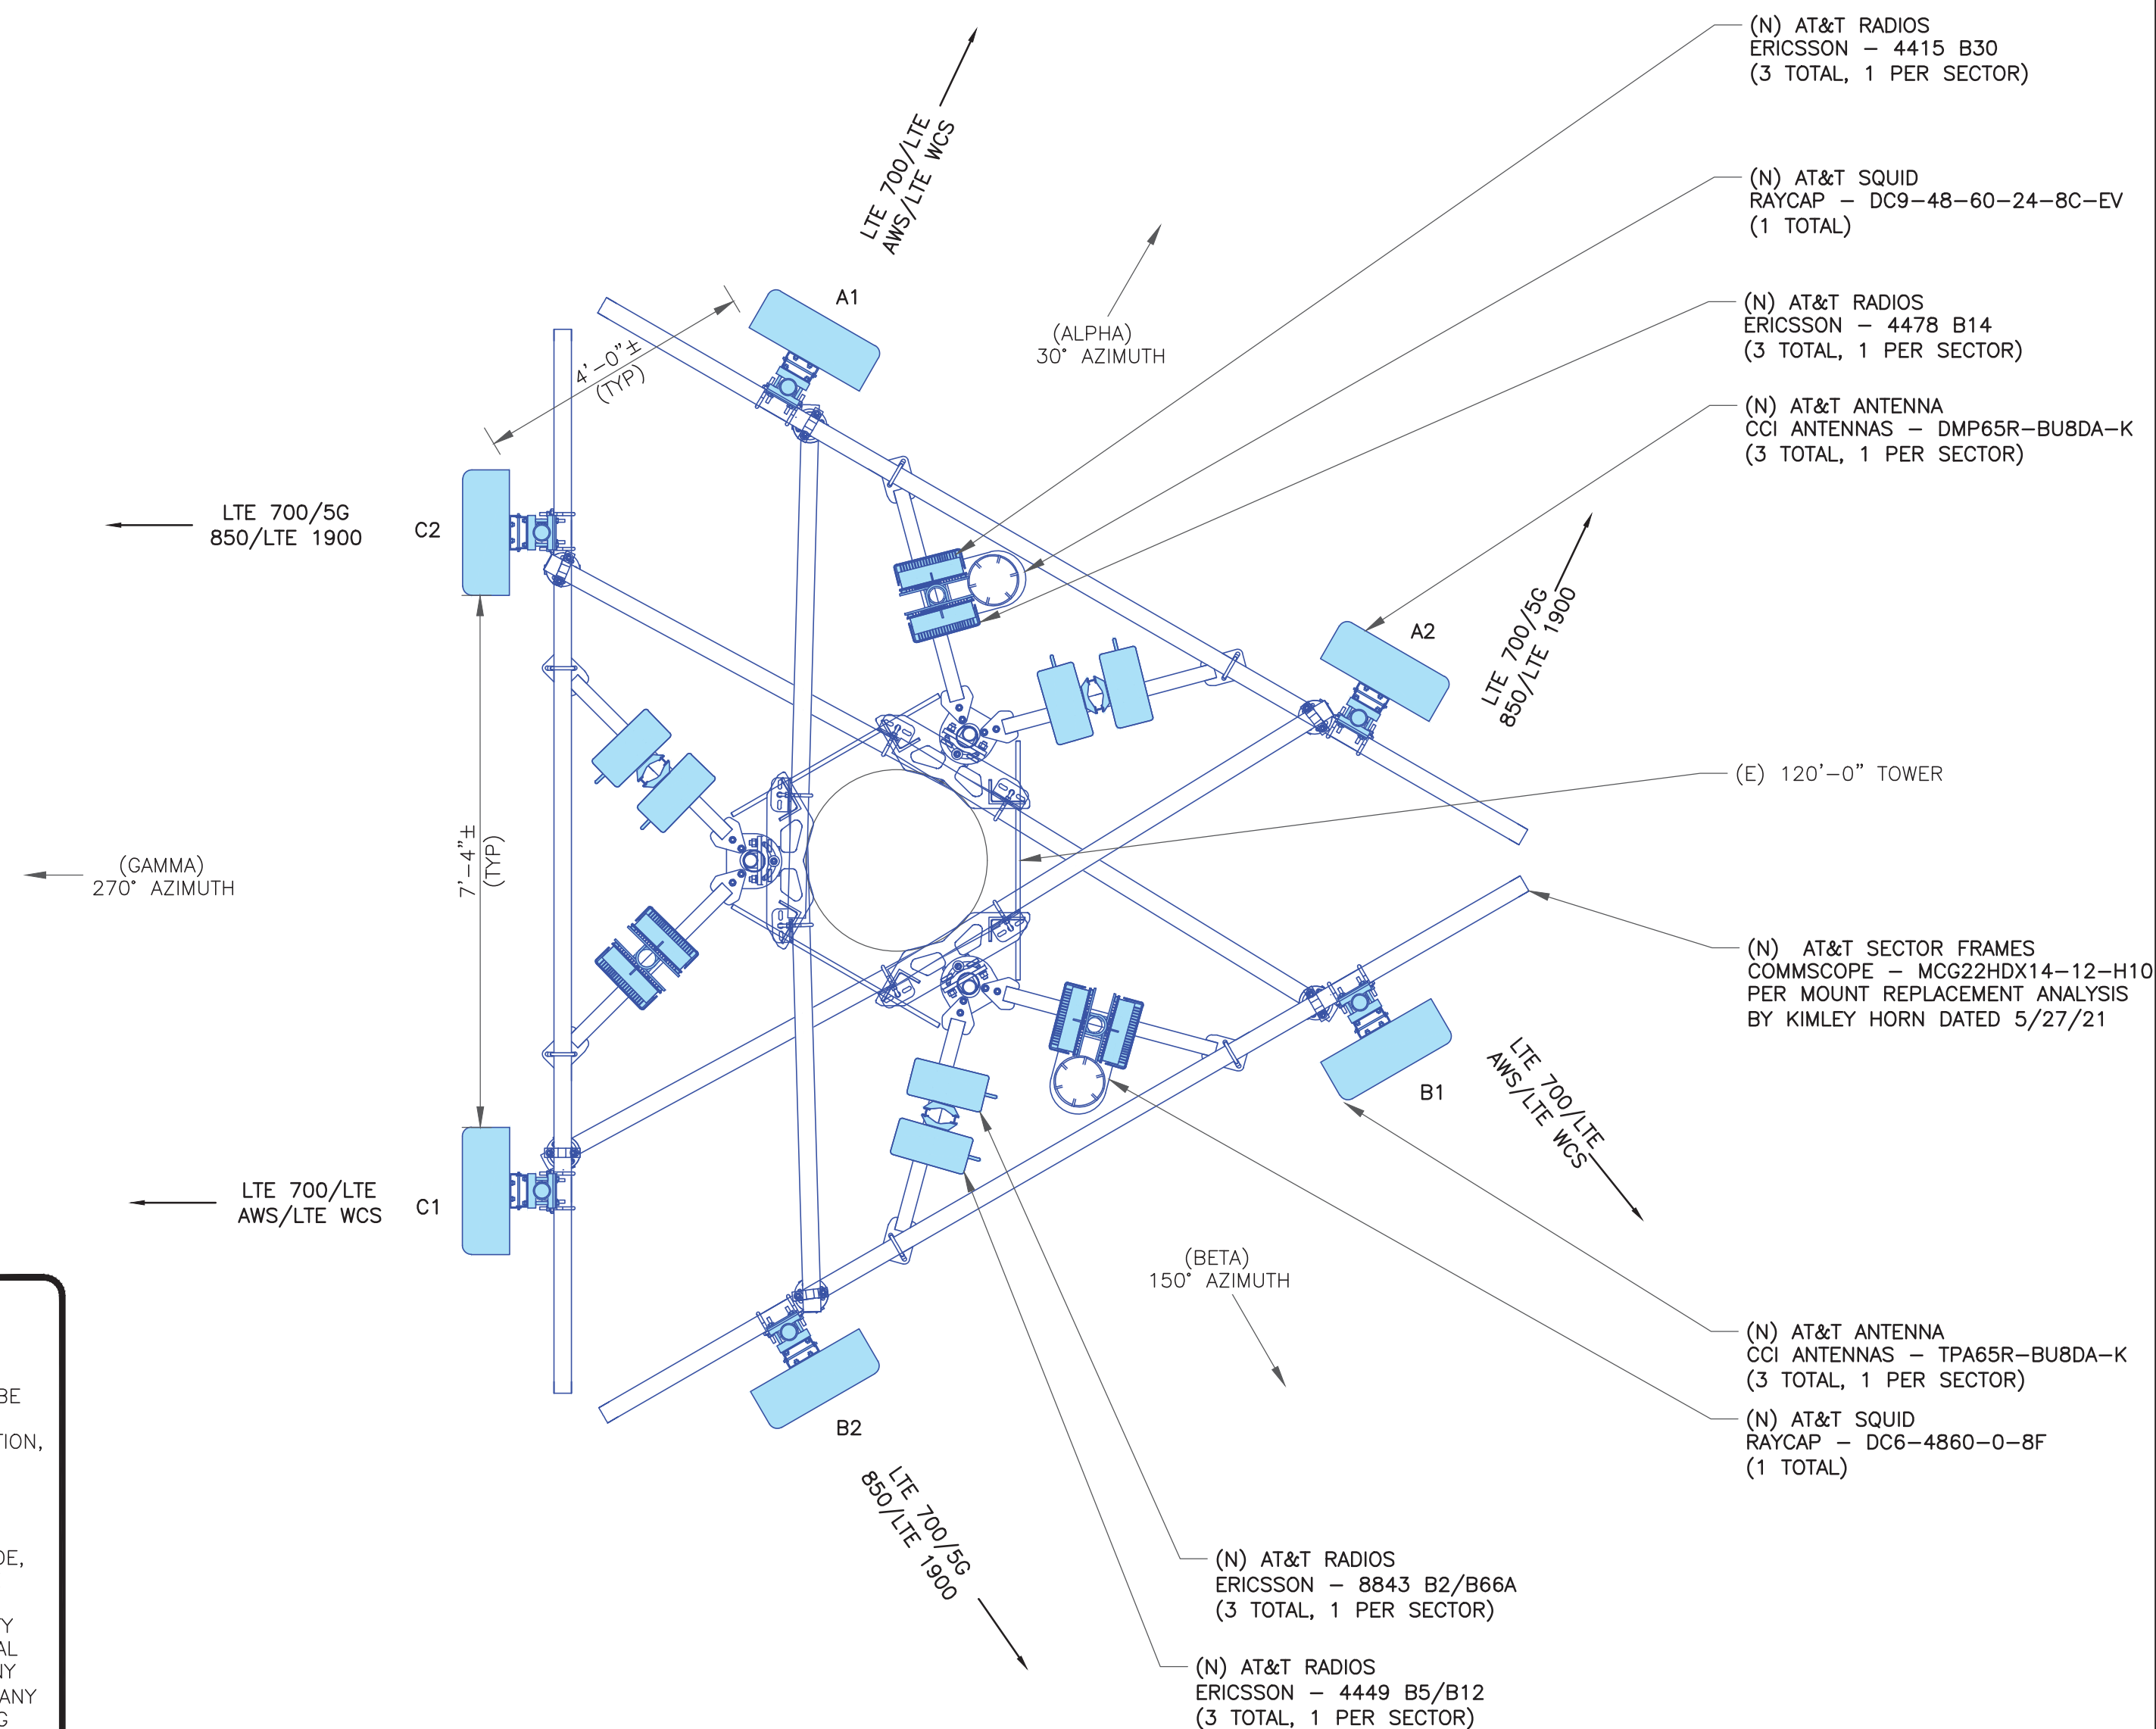 (N) AT&T RADIOS
ERICSSON – 4415 B30
(3 TOTAL, 1 PER SECTOR)
(N) AT&T SQUID
RAYCAP – DC9–48–60–24–8C–EV
(1 TOTAL)
(N) AT&T RADIOS
ERICSSON – 4478 B14
(3 TOTAL, 1 PER SECTOR)
(N) AT&T ANTENNA
CCI ANTENNAS – DMP65R–BU8DA–K
(3 TOTAL, 1 PER SECTOR)
LTE 700/LTE
AWS/LTE WCS
A1
(ALPHA)
30° AZIMUTH
4'–0"±
(TYP)
LTE 700/5G
850/LTE 1900
C2
A2
LTE 700/5G
850/LTE 1900
(E) 120'–0" TOWER
(GAMMA)
270° AZIMUTH
7'–4"±
(TYP)
(N) AT&T SECTOR FRAMES
COMMSCOPE – MCG22HDX14–12–H10
PER MOUNT REPLACEMENT ANALYSIS
BY KIMLEY HORN DATED 5/27/21
B1
LTE 700/LTE
AWS/LTE WCS
LTE 700/LTE
AWS/LTE WCS
C1
(BETA)
150° AZIMUTH
B2
LTE 700/5G
850/LTE 1900
(N) AT&T ANTENNA
CCI ANTENNAS – TPA65R–BU8DA–K
(3 TOTAL, 1 PER SECTOR)
(N) AT&T SQUID
RAYCAP – DC6–4860–0–8F
(1 TOTAL)
(N) AT&T RADIOS
ERICSSON – 8843 B2/B66A
(3 TOTAL, 1 PER SECTOR)
(N) AT&T RADIOS
ERICSSON – 4449 B5/B12
(3 TOTAL, 1 PER SECTOR)
BE
ANY